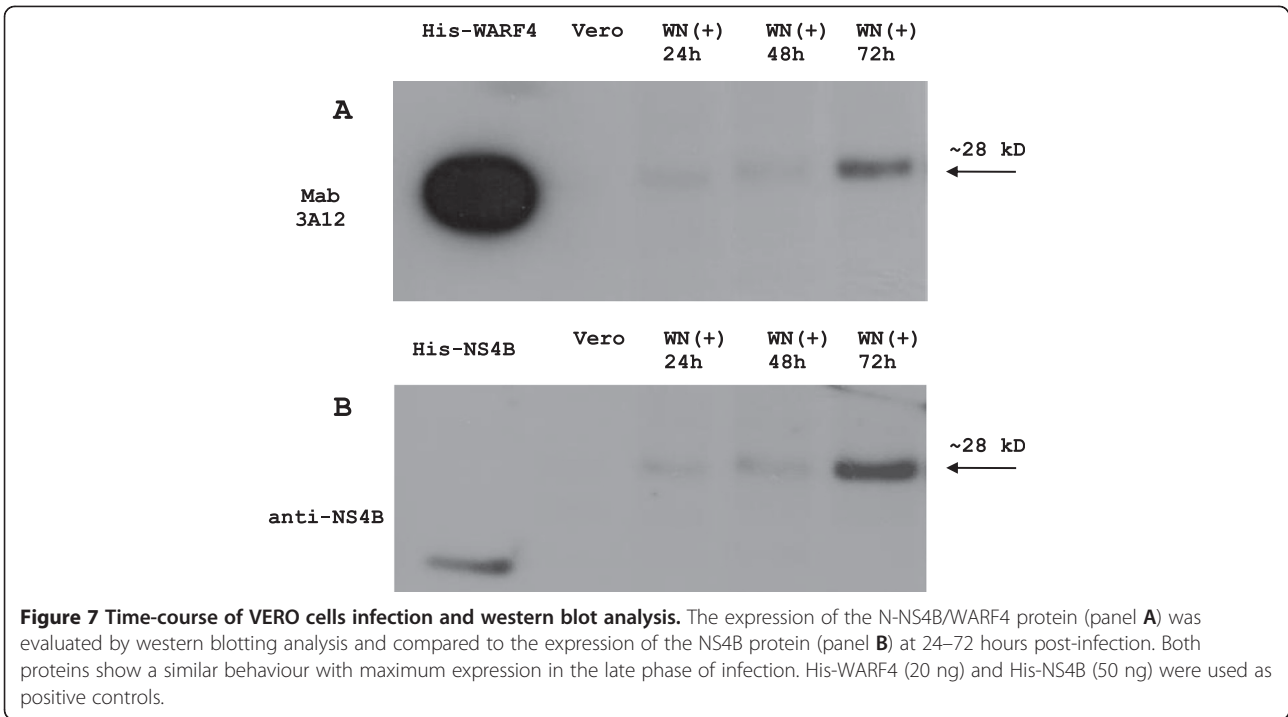 His-WARF4 Vero WN(+) WN(+) WN(+)
24h 48h 72h
A
~28 kD
Mab
3A12
His-NS4B Vero WN(+) WN(+) WN(+)
24h 48h 72h
B
~28 kD
anti-NS4B
Figure 7 Time-course of VERO cells infection and western blot analysis. The expression of the N-NS4B/WARF4 protein (panel A) was
evaluated by western blotting analysis and compared to the expression of the NS4B protein (panel B) at 24–72 hours post-infection. Both
proteins show a similar behaviour with maximum expression in the late phase of infection. His-WARF4 (20 ng) and His-NS4B (50 ng) were used as
positive controls.